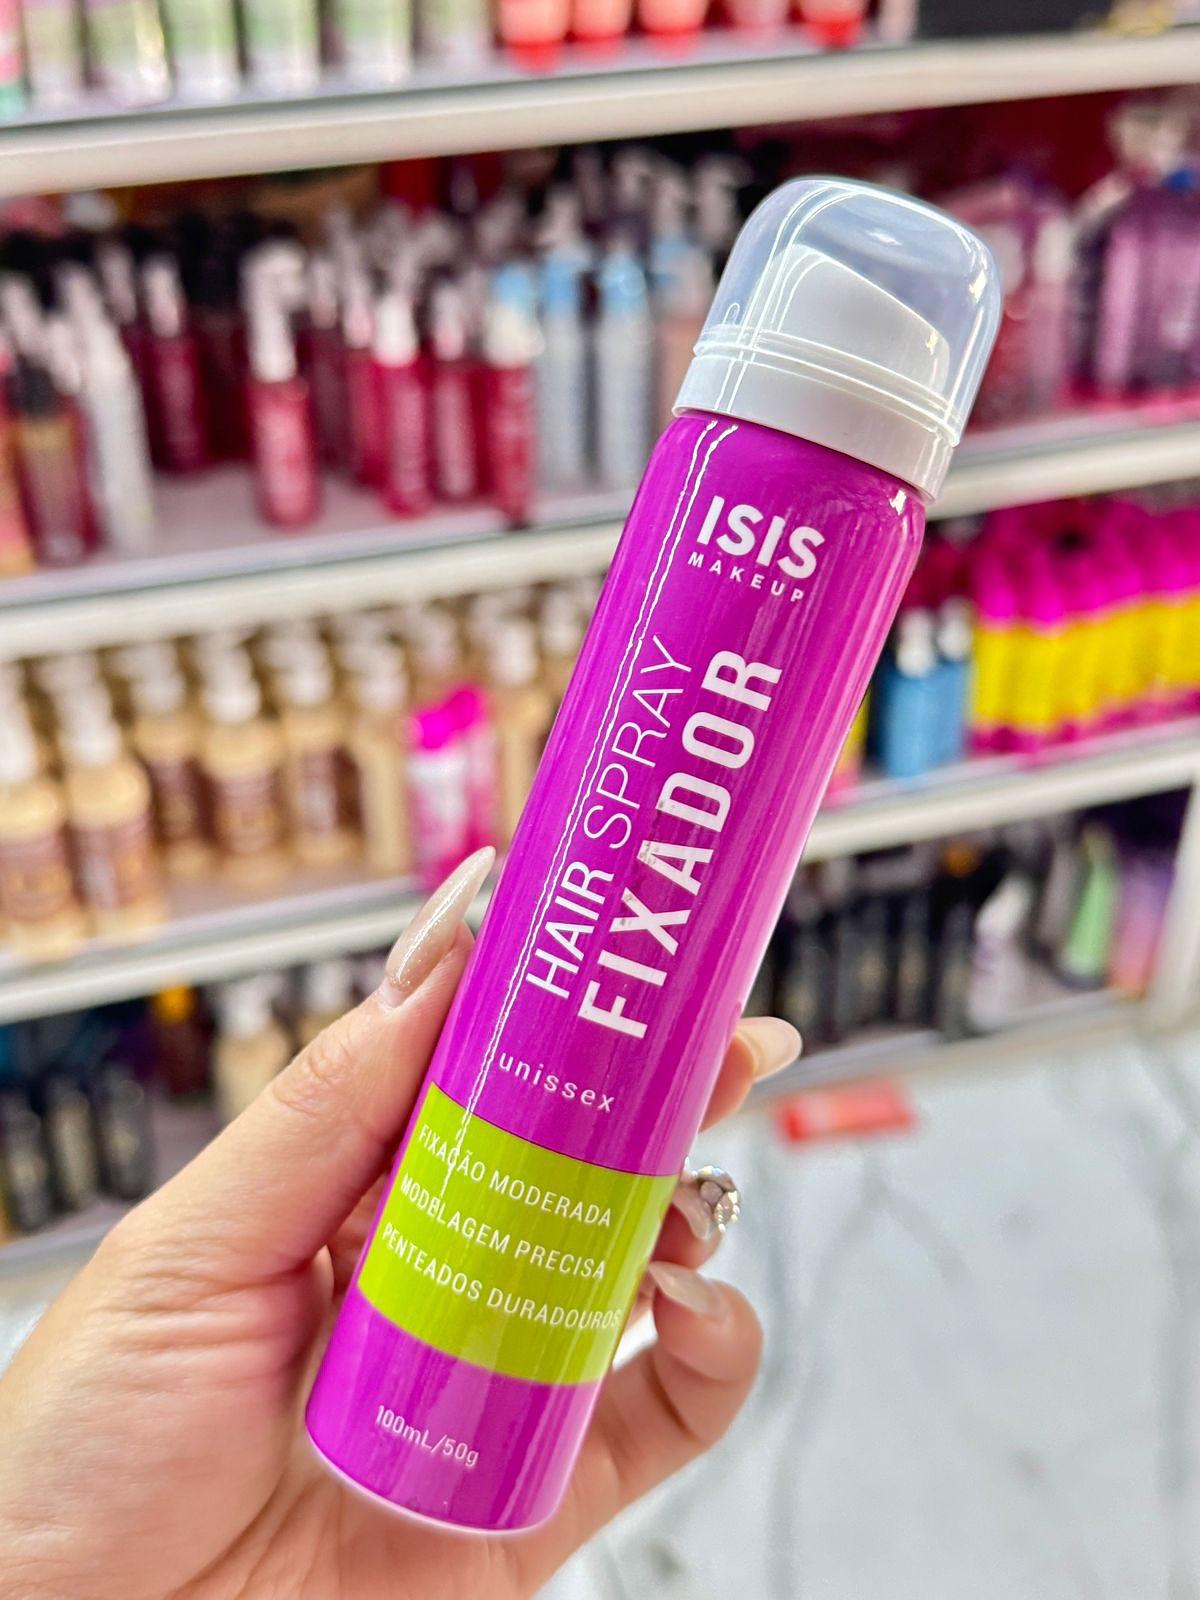 ISIS
MAKEUP
HAIR SPRAY
FIXADOR
unissex
FIXAÇÃO MODERADA
MODELAGEM PRECISA
PENTEADOS DURADOUROS
100mL/50g